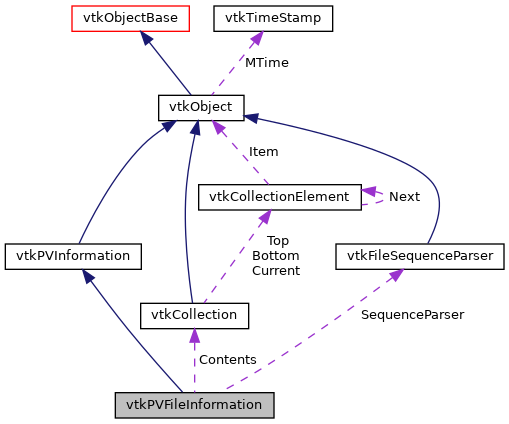 vtkObjectBase
vtkTimeStamp
MTime
vtkObject
Item
vtkCollectionElement
Next
vtkPVInformation
Top
Bottom
Current
vtkFileSequenceParser
vtkCollection
SequenceParser
Contents
vtkPVFileInformation